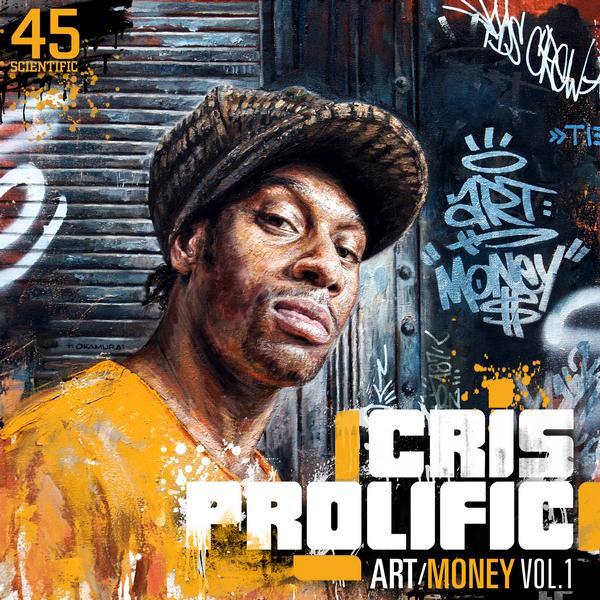 45
SCIENTIFIC
ART
"MONEY"
$
T. OKAMURA
CRIS
PROLIFIC
ART/MONEY VOL.1